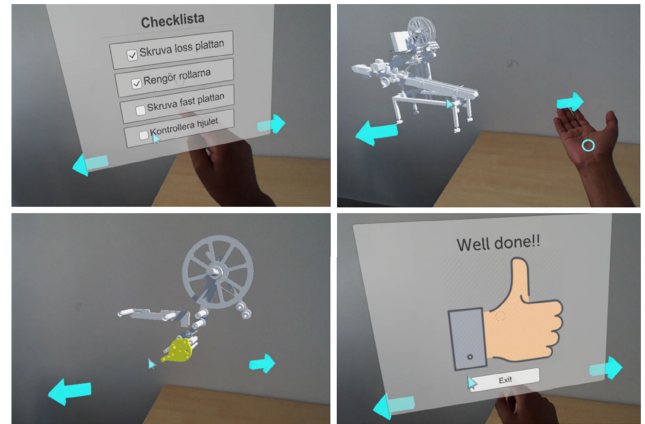 Checklista
Skruva loss plattan
Rengör rollarna
Skruva fast plattan
Kontrollera hjulet
Well done!!
Exit